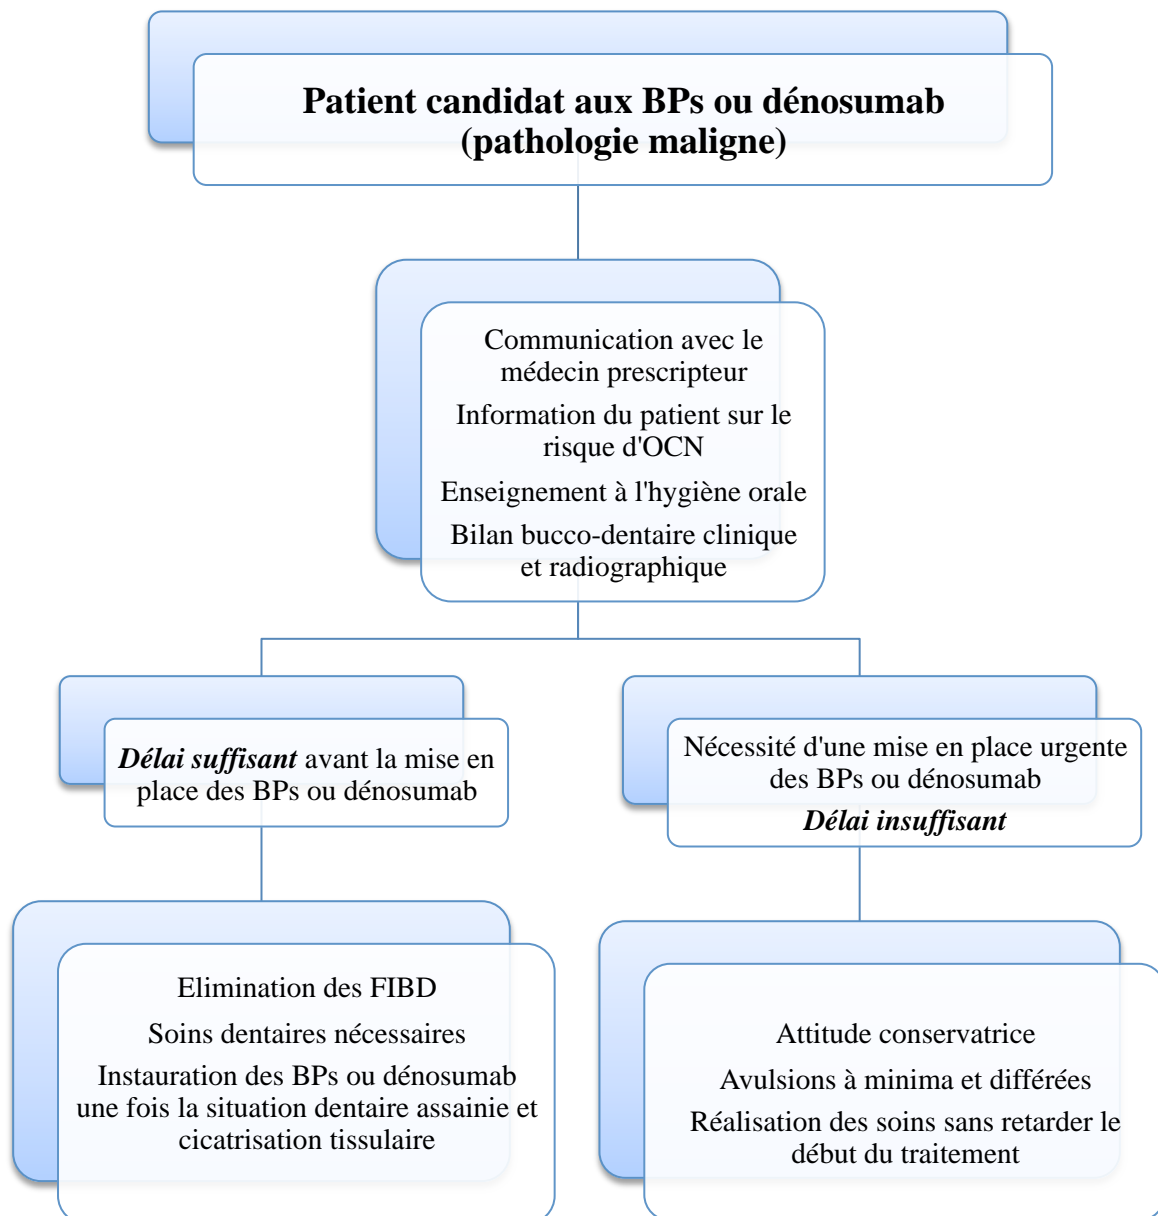 Patient candidat aux BPs ou dénosumab
(pathologie maligne)
Communication avec le
médecin prescripteur
Information du patient sur le
risque d'OCN
Enseignement à l'hygiène orale
Bilan bucco-dentaire clinique
et radiographique
Délai suffisant avant la mise en
place des BPs ou dénosumab
Nécessité d'une mise en place urgente
des BPs ou dénosumab
Délai insuffisant
Elimination des FIBD
Soins dentaires nécessaires
Instauration des BPs ou dénosumab
une fois la situation dentaire assainie et
cicatrisation tissulaire
Attitude conservatrice
Avulsions à minima et différées
Réalisation des soins sans retarder le
début du traitement